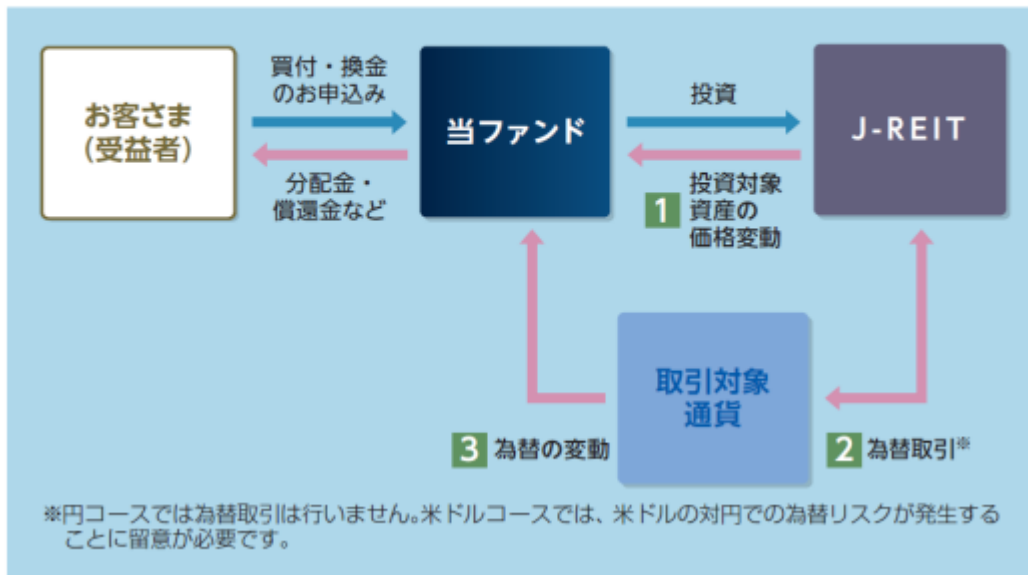 お客さま
(受益者)
買付・換金
のお申込み
分配金・
償還金など
当ファンド
投資
1 投資対象
資産の
価格変動
J-REIT
取引対象
通貨
3 為替の変動
2 為替取引※
※円コースでは為替取引は行いません。米ドルコースでは、米ドルの対円での為替リスクが発生する
ことに留意が必要です。